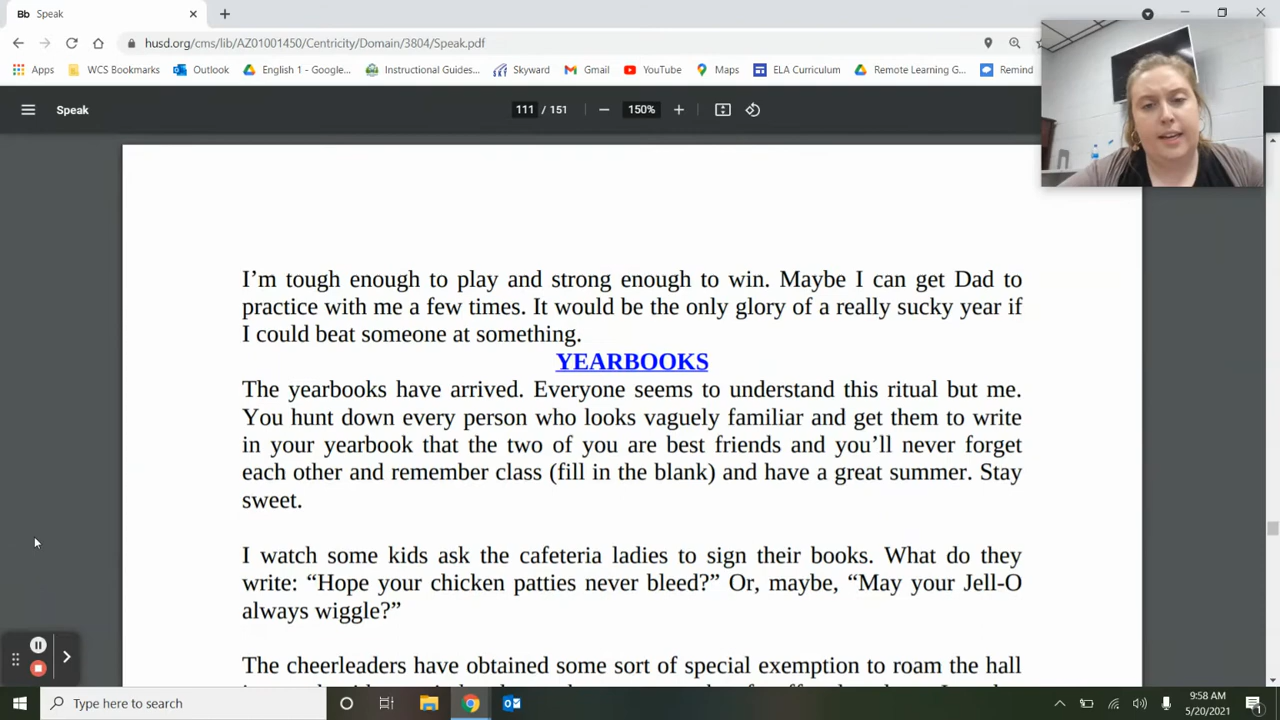 Bb Speak
husd.org/cms/lib/AZ01001450/Centricity/Domain/3804/Speak.pdf
Apps WCS Bookmarks Outlook English 1 - Google... Instructional Guides... Skyward Gmail YouTube Maps ELA Curriculum Remote Learning G... Remind
Speak 111 / 151 150%
I'm tough enough to play and strong enough to win. Maybe I can get Dad to
practice with me a few times. It would be the only glory of a really sucky year if
I could beat someone at something.
YEARBOOKS
The yearbooks have arrived. Everyone seems to understand this ritual but me.
You hunt down every person who looks vaguely familiar and get them to write
in your yearbook that the two of you are best friends and you'll never forget
each other and remember class (fill in the blank) and have a great summer. Stay
sweet.
I watch some kids ask the cafeteria ladies to sign their books. What do they
write: “Hope your chicken patties never bleed?” Or, maybe, “May your Jell-O
always wiggle?”
The cheerleaders have obtained some sort of special exemption to roam the hall
Type here to search
9:58 AM
5/20/2021